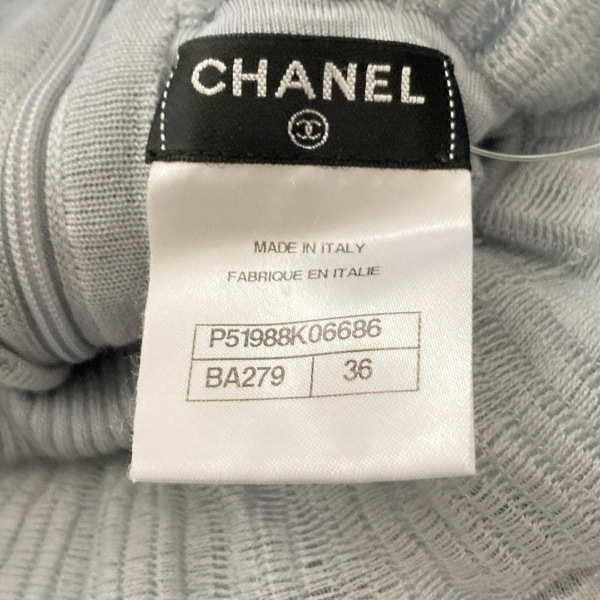 CHANEL
MADE IN ITALY
FABRIQUE EN ITALIE
P51988K06686
BA279 36